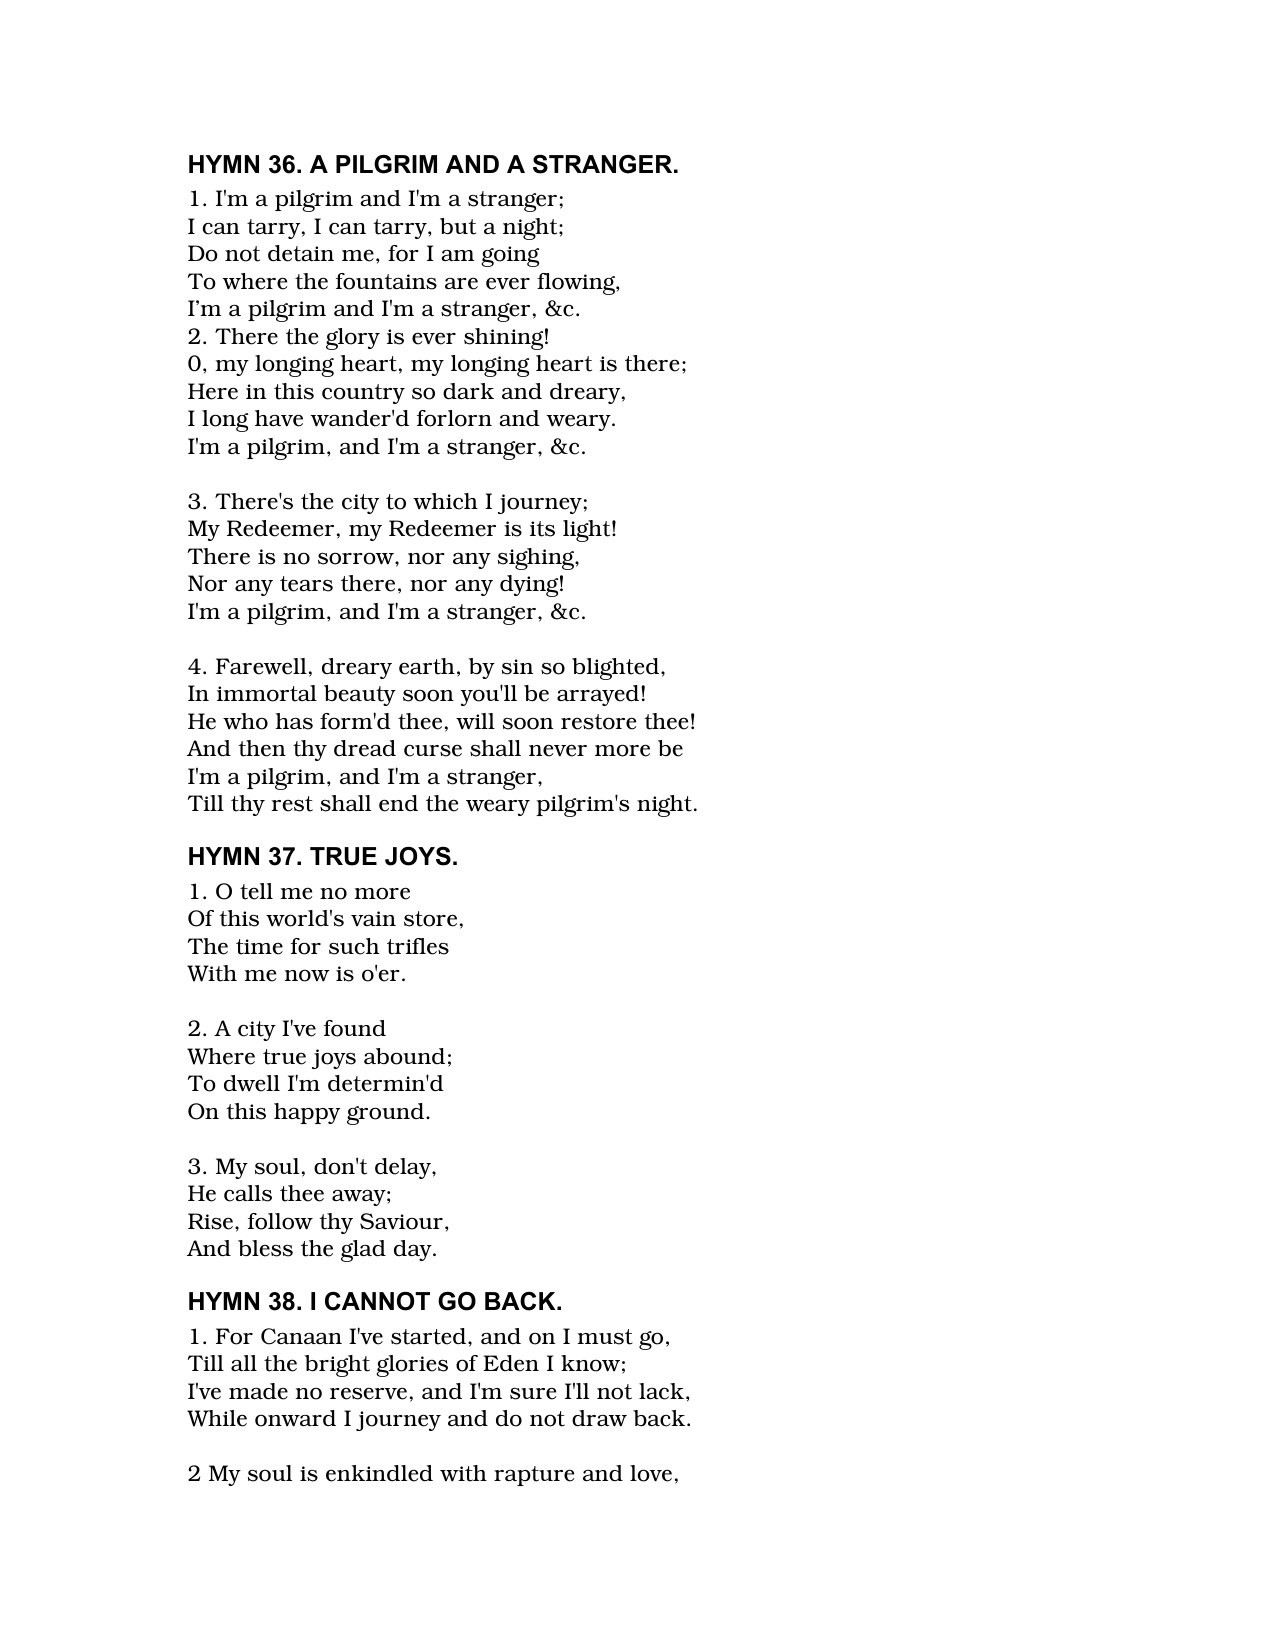 HYMN 36. A PILGRIM AND A STRANGER.
1. I'm a pilgrim and I'm a stranger;
I can tarry, I can tarry, but a night;
Do not detain me, for I am going
To where the fountains are ever flowing,
I’m a pilgrim and I'm a stranger, &c.
2. There the glory is ever shining!
0, my longing heart, my longing heart is there;
Here in this country so dark and dreary,
I long have wander'd forlorn and weary.
I'm a pilgrim, and I'm a stranger, &c.
3. There's the city to which I journey;
My Redeemer, my Redeemer is its light!
There is no sorrow, nor any sighing,
Nor any tears there, nor any dying!
I'm a pilgrim, and I'm a stranger, &c.
4. Farewell, dreary earth, by sin so blighted,
In immortal beauty soon you'll be arrayed!
He who has form'd thee, will soon restore thee!
And then thy dread curse shall never more be
I'm a pilgrim, and I'm a stranger,
Till thy rest shall end the weary pilgrim's night.
HYMN 37. TRUE JOYS.
1. O tell me no more
Of this world's vain store,
The time for such trifles
With me now is o'er.
2. A city I've found
Where true joys abound;
To dwell I'm determin'd
On this happy ground.
3. My soul, don't delay,
He calls thee away;
Rise, follow thy Saviour,
And bless the glad day.
HYMN 38. I CANNOT GO BACK.
1. For Canaan I've started, and on I must go,
Till all the bright glories of Eden I know;
I've made no reserve, and I'm sure I'll not lack,
While onward I journey and do not draw back.
2 My soul is enkindled with rapture and love,